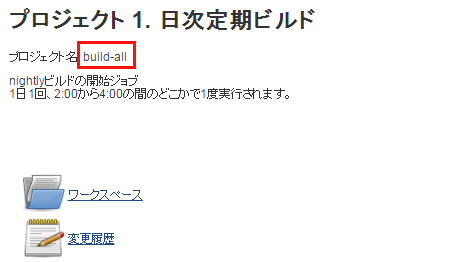 プロジェクト 1. 日次定期ビルド
プロジェクト名 build-all
nightlyビルドの開始ジョブ
1日1回、2:00から4:00の間のどこかで1度実行されます。
ワークスペース
変更履歴